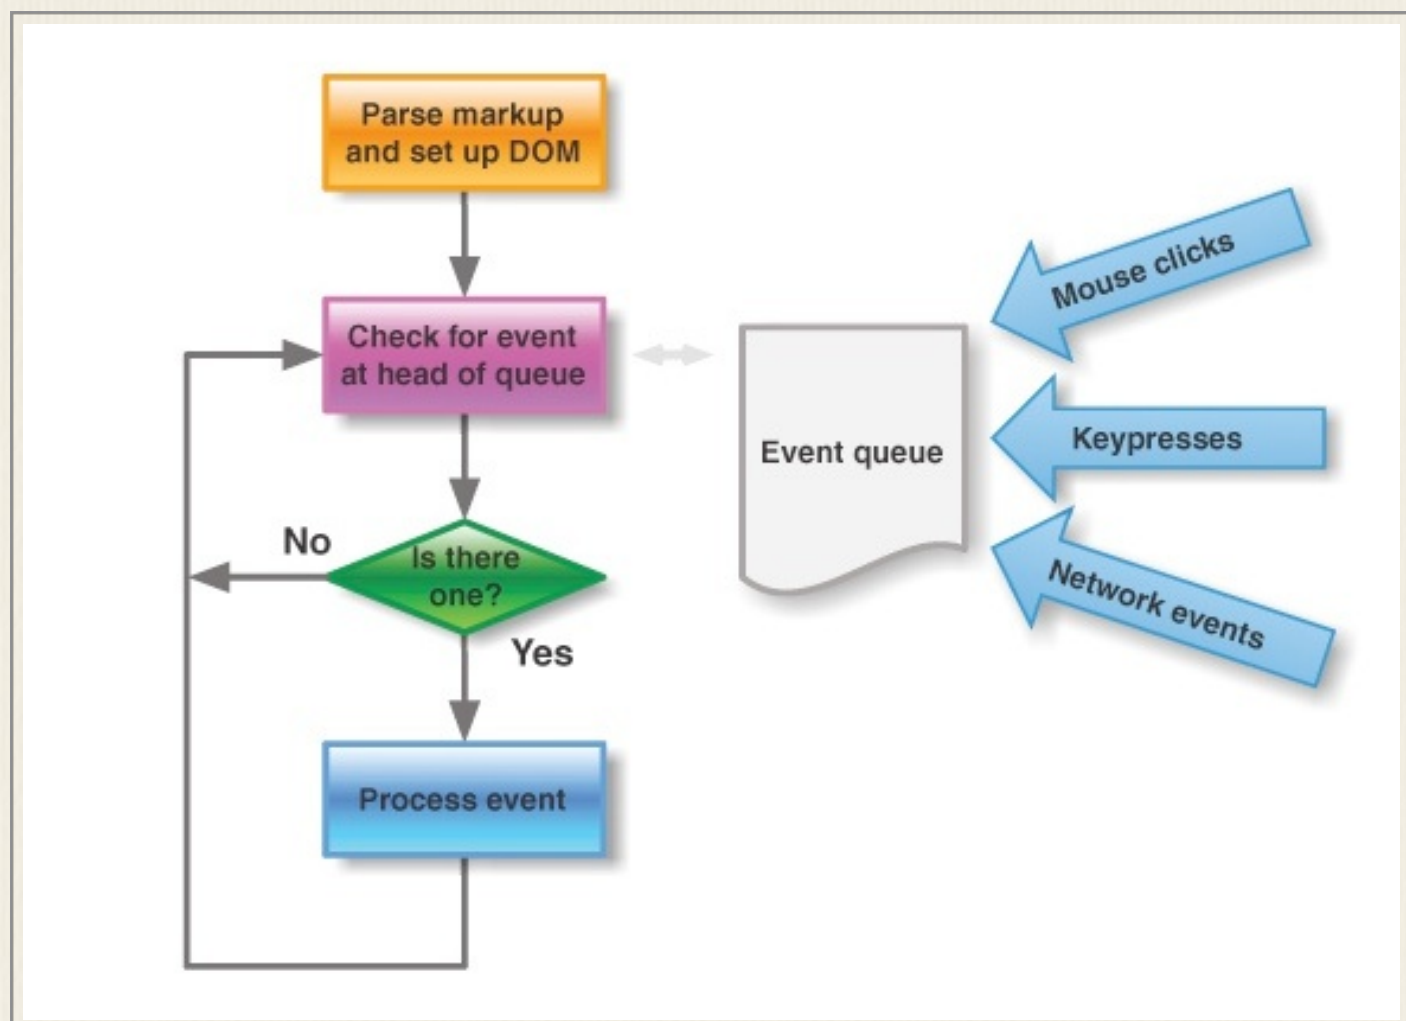 Parse markup
and set up DOM
Check for event
at head of queue
Is there
one?
No
Yes
Process event
Event queue
Mouse clicks
Keypresses
Network events